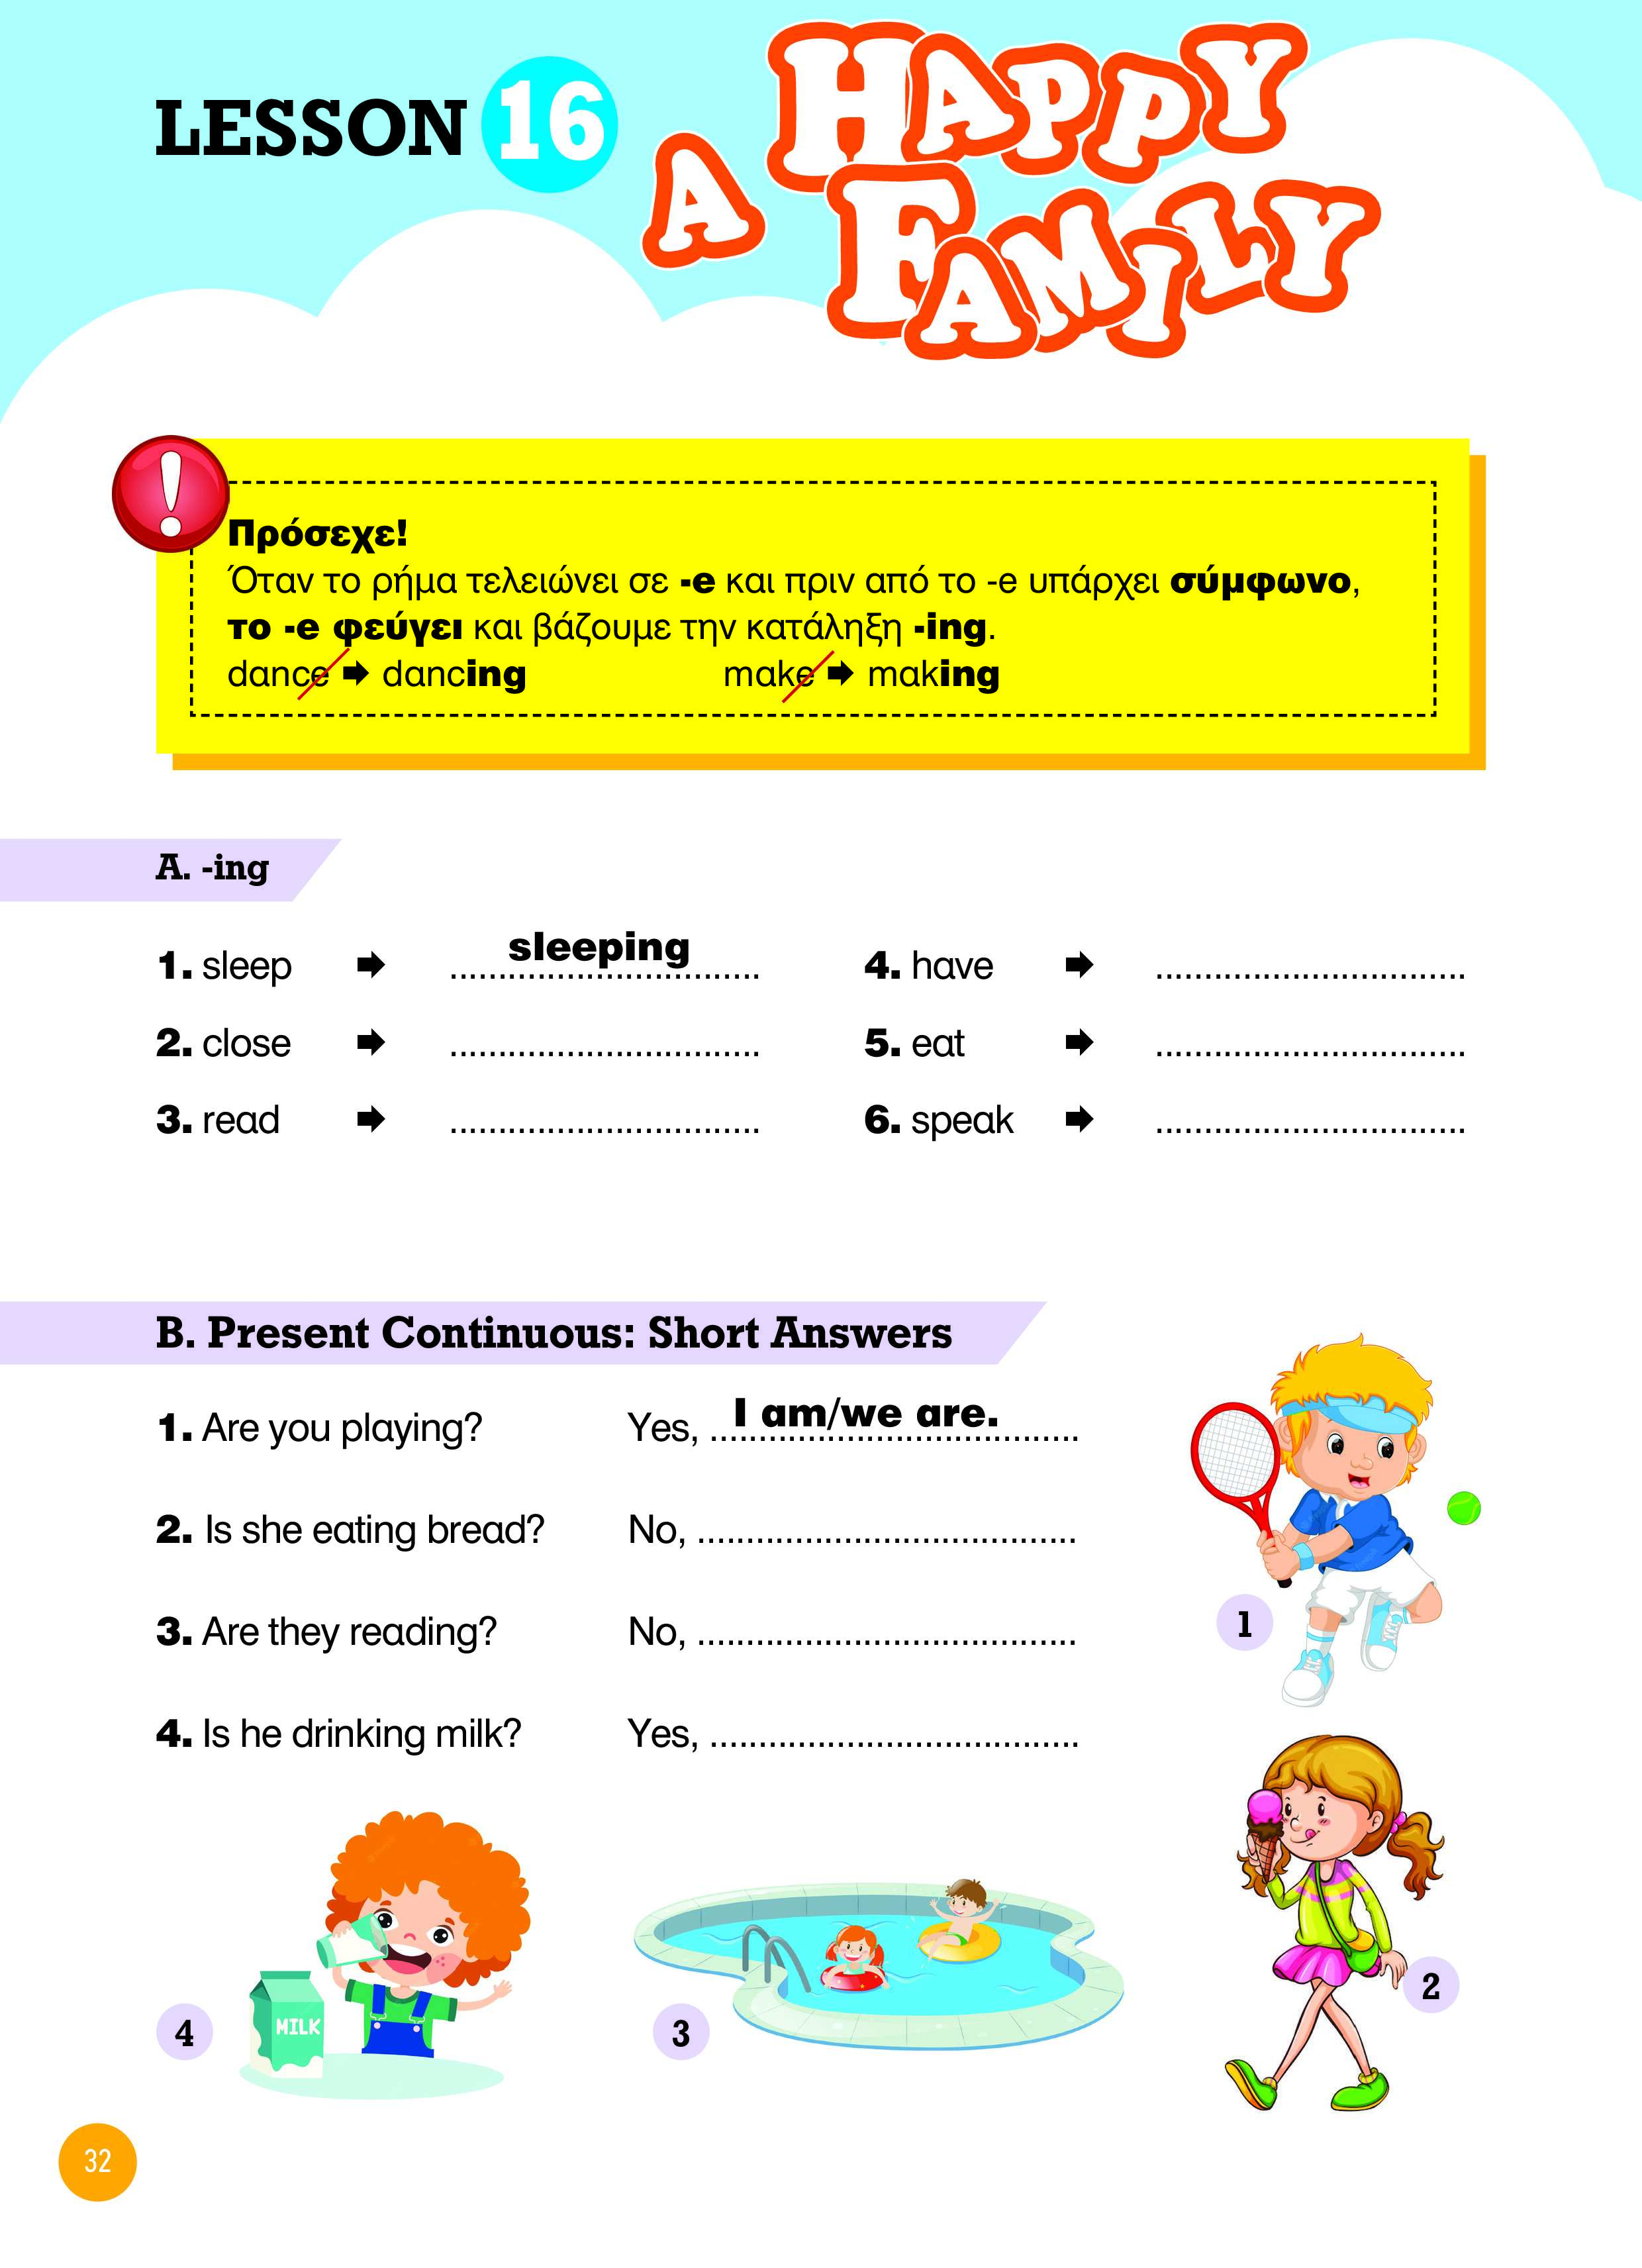 LESSON 16
A HAPPY
FAMILY
Πρόσεχε!
Όταν το ρήμα τελειώνει σε -e και πριν από το -e υπάρχει σύμφωνο,
το -e φεύγει και βάζουμε την κατάληξη -ing.
dance ➡ dancing make ➡ making
A. -ing
1. sleep ➡ sleeping
2. close ➡ ................................
3. read ➡ ................................
4. have ➡ ................................
5. eat ➡ ................................
6. speak ➡ ................................
B. Present Continuous: Short Answers
1. Are you playing? Yes, I am/we are.
2. Is she eating bread? No, .......................................
3. Are they reading? No, .......................................
4. Is he drinking milk? Yes, ......................................
1
2
3
4
MILK
32